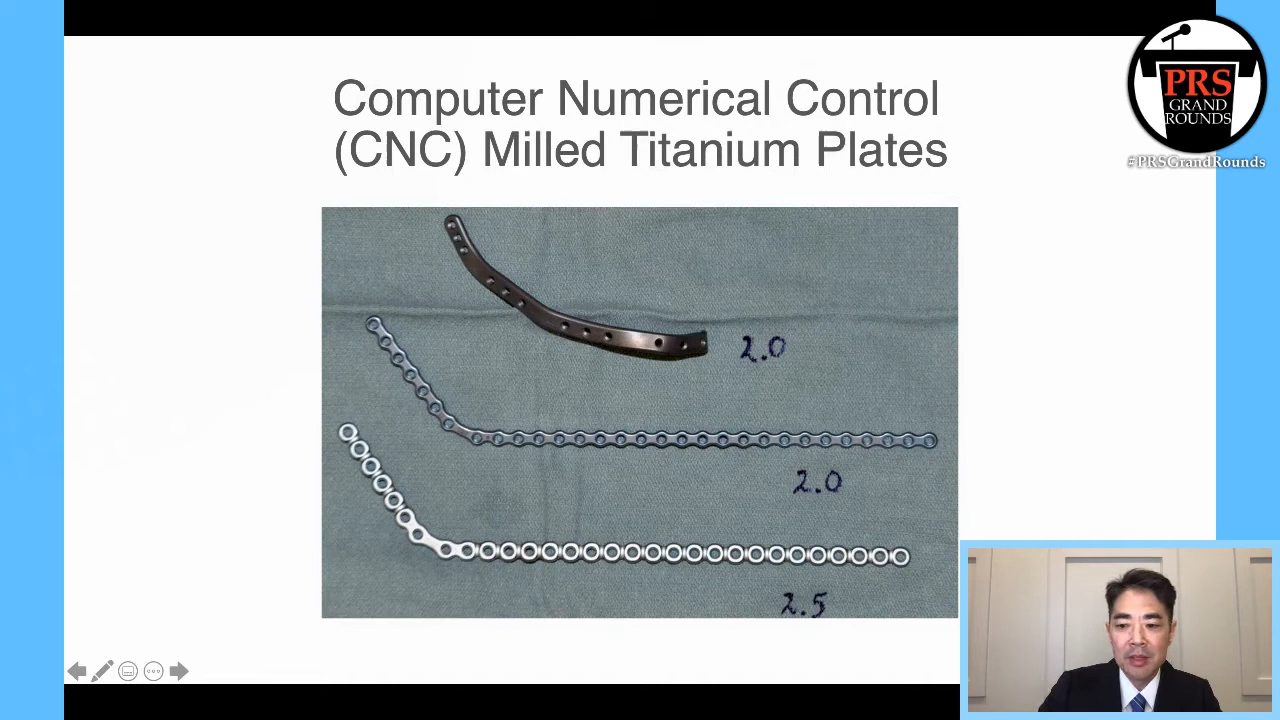 Computer Numerical Control
(CNC) Milled Titanium Plates
PRS
GRAND
ROUNDS
#PRSGrandRounds
2.0
2.0
2.5